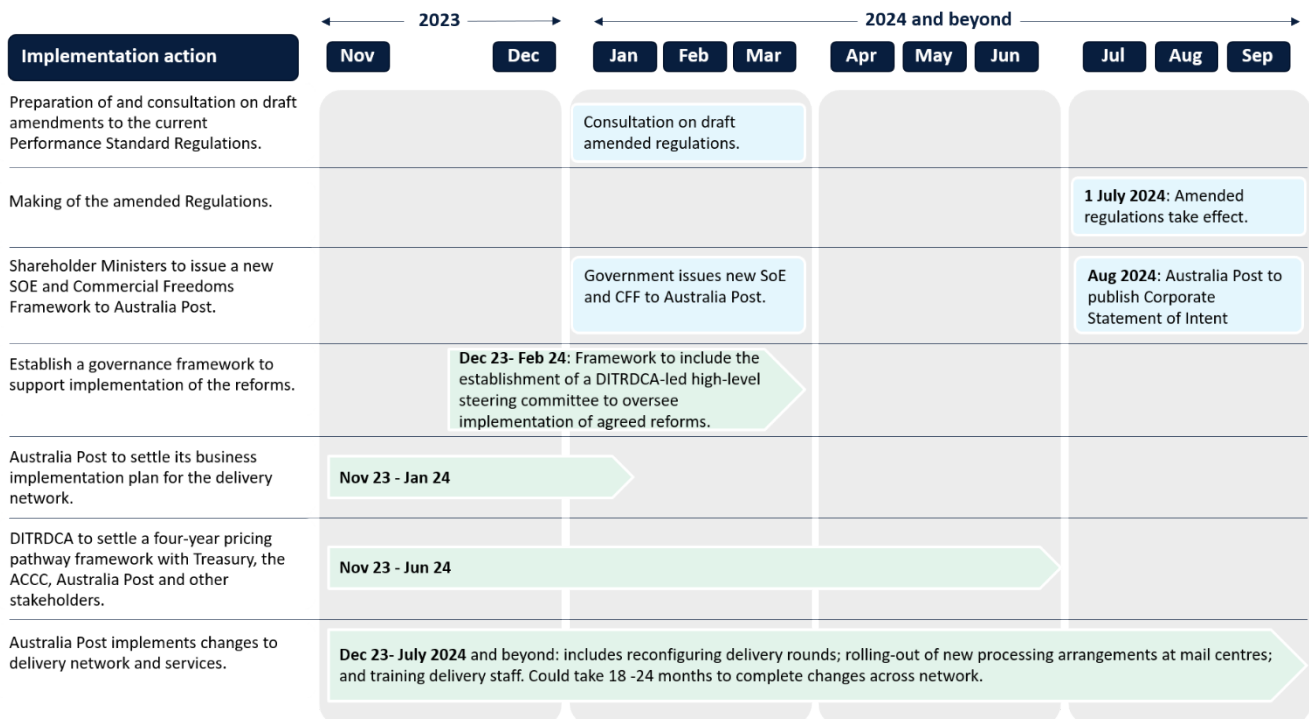 2023
2024 and beyond
Implementation action
Nov
Dec
Jan
Feb
Mar
Apr
May
Jun
Jul
Aug
Sep
Preparation of and consultation on draft
amendments to the current
Performance Standard Regulations.
Consultation on draft
amended regulations.
Making of the amended Regulations.
1 July 2024: Amended
regulations take effect.
Shareholder Ministers to issue a new
SOE and Commercial Freedoms
Framework to Australia Post.
Government issues new SoE
and CFF to Australia Post.
Aug 2024: Australia Post to
publish Corporate
Statement of Intent
Establish a governance framework to
support implementation of the reforms.
Dec 23- Feb 24: Framework to include the
establishment of a DITRDCA-led high-level
steering committee to oversee
implementation of agreed reforms.
Australia Post to settle its business
implementation plan for the delivery
network.
Nov 23 - Jan 24
DITRDCA to settle a four-year pricing
pathway framework with Treasury, the
ACCC, Australia Post and other
stakeholders.
Nov 23 - Jun 24
Australia Post implements changes to
delivery network and services.
Dec 23- July 2024 and beyond: includes reconfiguring delivery rounds; rolling-out of new processing arrangements at mail centres;
and training delivery staff. Could take 18 -24 months to complete changes across network.